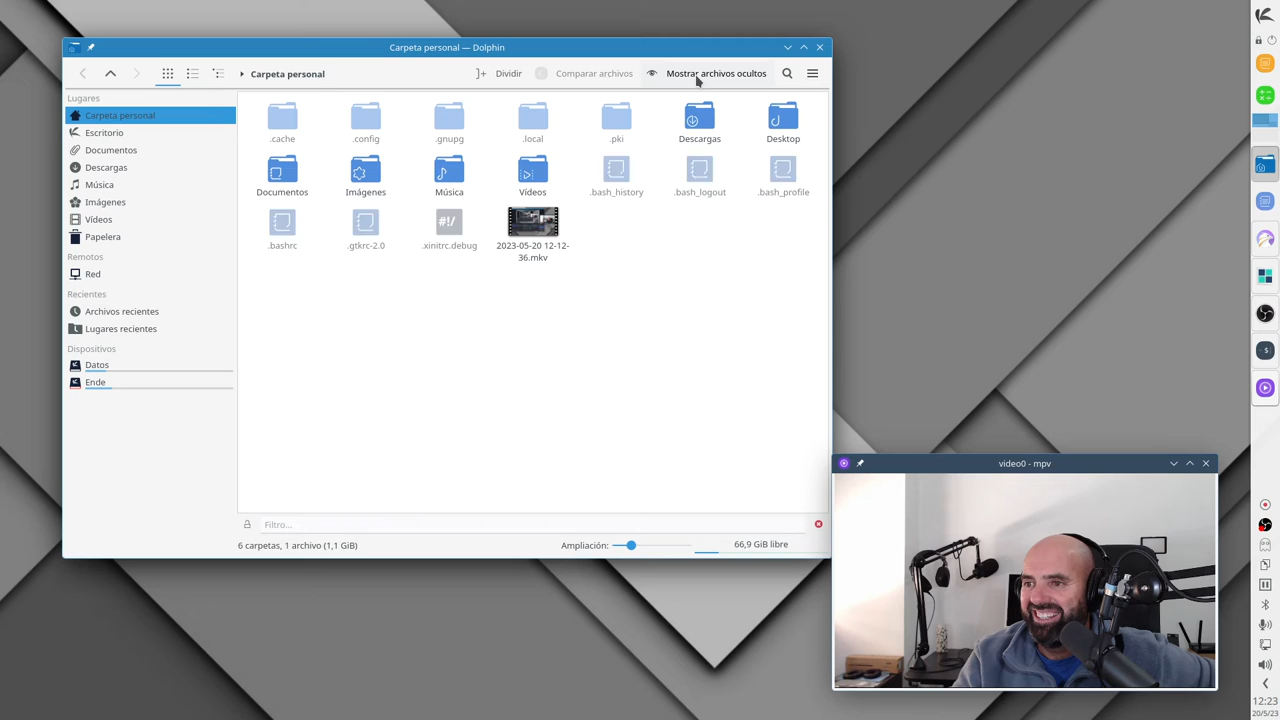 Carpeta personal — Dolphin
Carpeta personal
Dividir
Comparar archivos
Mostrar archivos ocultos
Lugares
Carpeta personal
Escritorio
Documentos
Descargas
Música
Imágenes
Vídeos
Papelera
Remotos
Red
Recientes
Archivos recientes
Lugares recientes
Dispositivos
Datos
Ende
.cache
.config
.gnupg
.local
.pki
Descargas
Desktop
Documentos
Imágenes
Música
Vídeos
.bash_history
.bash_logout
.bash_profile
.bashrc
.gtkrc-2.0
#!/
.xinitrc.debug
2023-05-20 12-12-
36.mkv
Filtro...
6 carpetas, 1 archivo (1,1 GiB)
Ampliación:
66,9 GiB libre
video0 - mpv
$
12:23
20/5/23